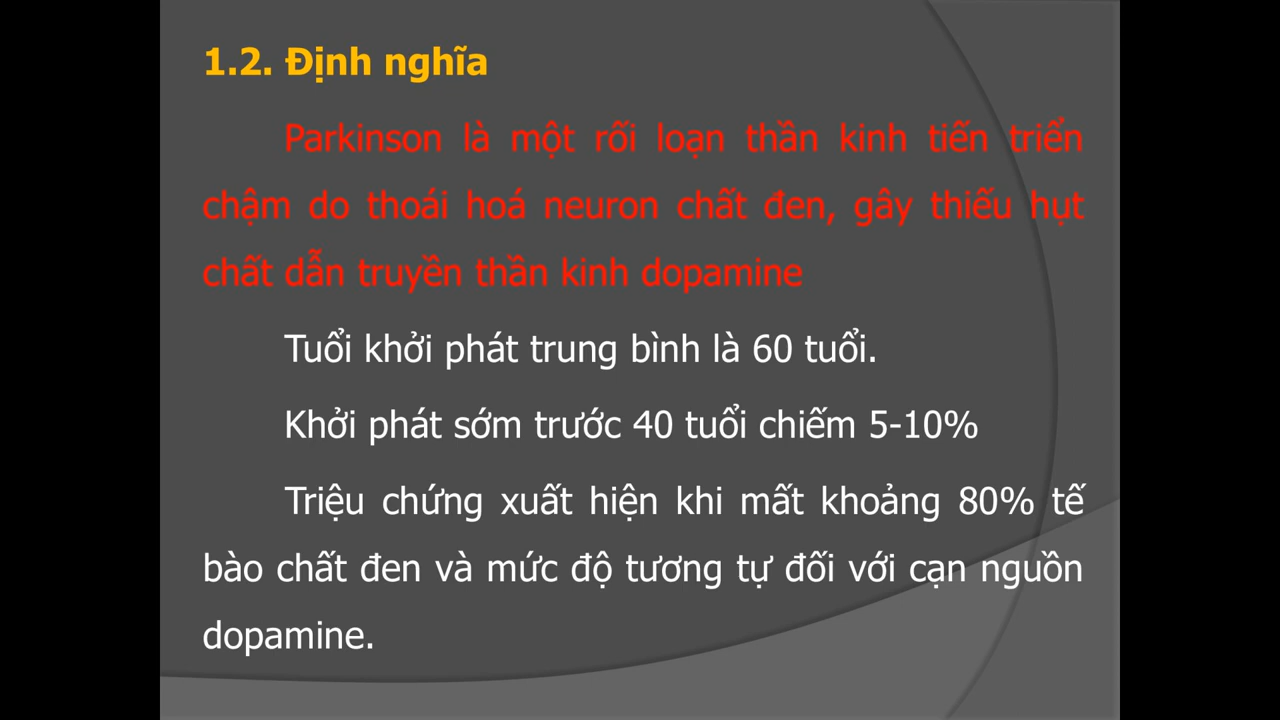 1.2. Định nghĩa
Parkinson là một rối loạn thần kinh tiến triển
chậm do thoái hoá neuron chất đen, gây thiếu hụt
chất dẫn truyền thần kinh dopamine
Tuổi khởi phát trung bình là 60 tuổi.
Khởi phát sớm trước 40 tuổi chiếm 5-10%
Triệu chứng xuất hiện khi mất khoảng 80% tế
bào chất đen và mức độ tương tự đối với cạn nguồn
dopamine.